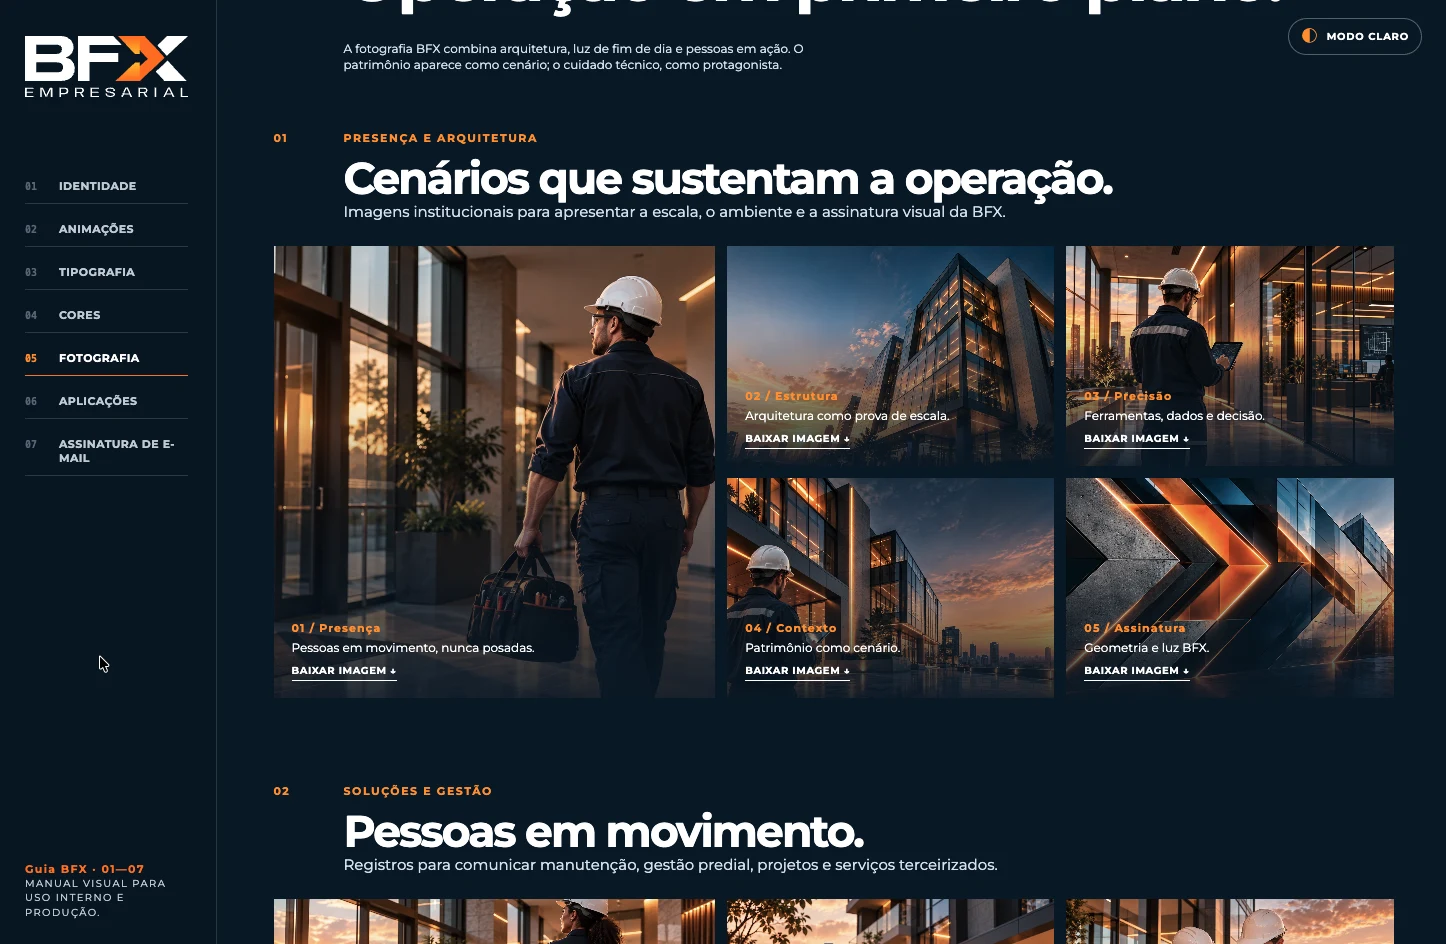 BFX
EMPRESARIAL
01 IDENTIDADE
02 ANIMAÇÕES
03 TIPOGRAFIA
04 CORES
05 FOTOGRAFIA
06 APLICAÇÕES
07 ASSINATURA DE E-
MAIL
Guia BFX · 01—07
MANUAL VISUAL PARA
USO INTERNO E
PRODUÇÃO.
MODO CLARO
Operação em primeiro plano.
A fotografia BFX combina arquitetura, luz de fim de dia e pessoas em ação. O
patrimônio aparece como cenário; o cuidado técnico, como protagonista.
01 PRESENÇA E ARQUITETURA
Cenários que sustentam a operação.
Imagens institucionais para apresentar a escala, o ambiente e a assinatura visual da BFX.
01 / Presença
Pessoas em movimento, nunca posadas.
BAIXAR IMAGEM ↓
02 / Estrutura
Arquitetura como prova de escala.
BAIXAR IMAGEM ↓
03 / Precisão
Ferramentas, dados e decisão.
BAIXAR IMAGEM ↓
04 / Contexto
Patrimônio como cenário.
BAIXAR IMAGEM ↓
05 / Assinatura
Geometria e luz BFX.
BAIXAR IMAGEM ↓
02 SOLUÇÕES E GESTÃO
Pessoas em movimento.
Registros para comunicar manutenção, gestão predial, projetos e serviços terceirizados.